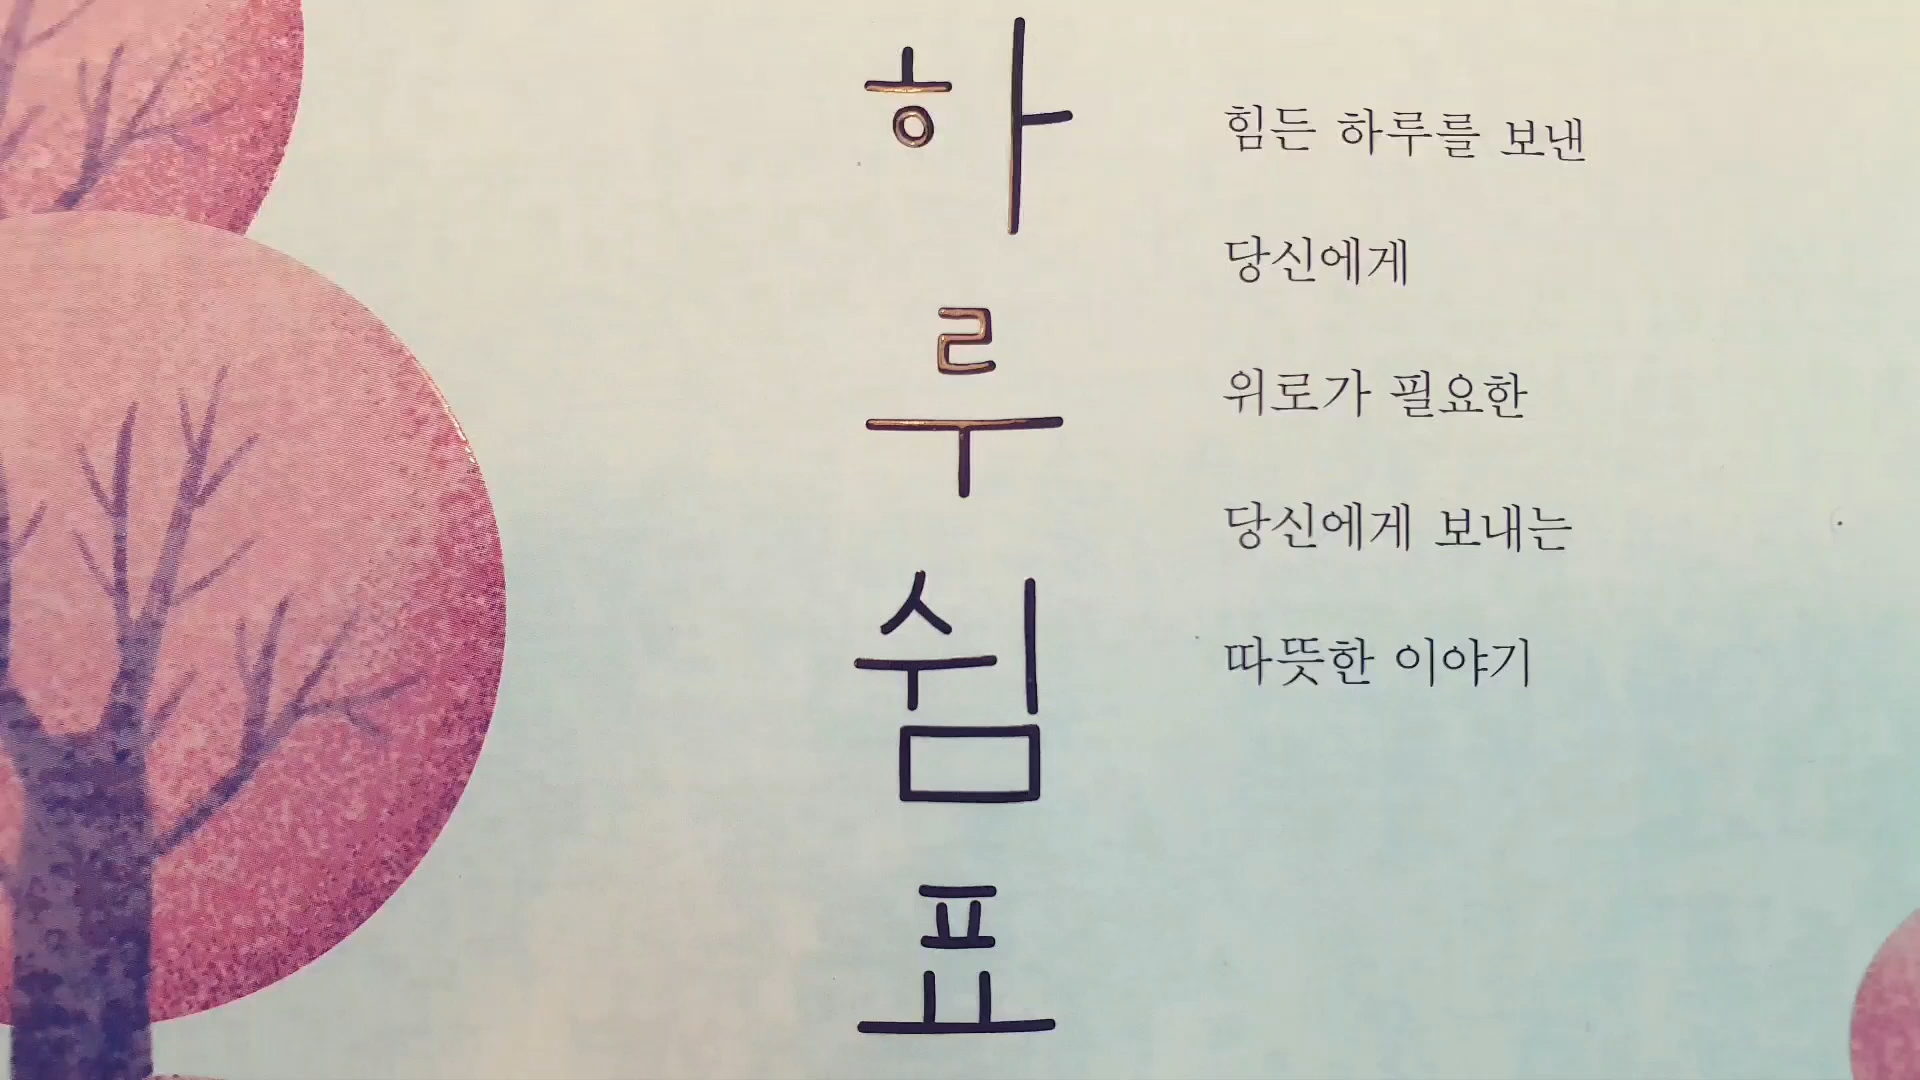 하루쉼표
힘든 하루를 보낸
당신에게
위로가 필요한
당신에게 보내는
따뜻한 이야기